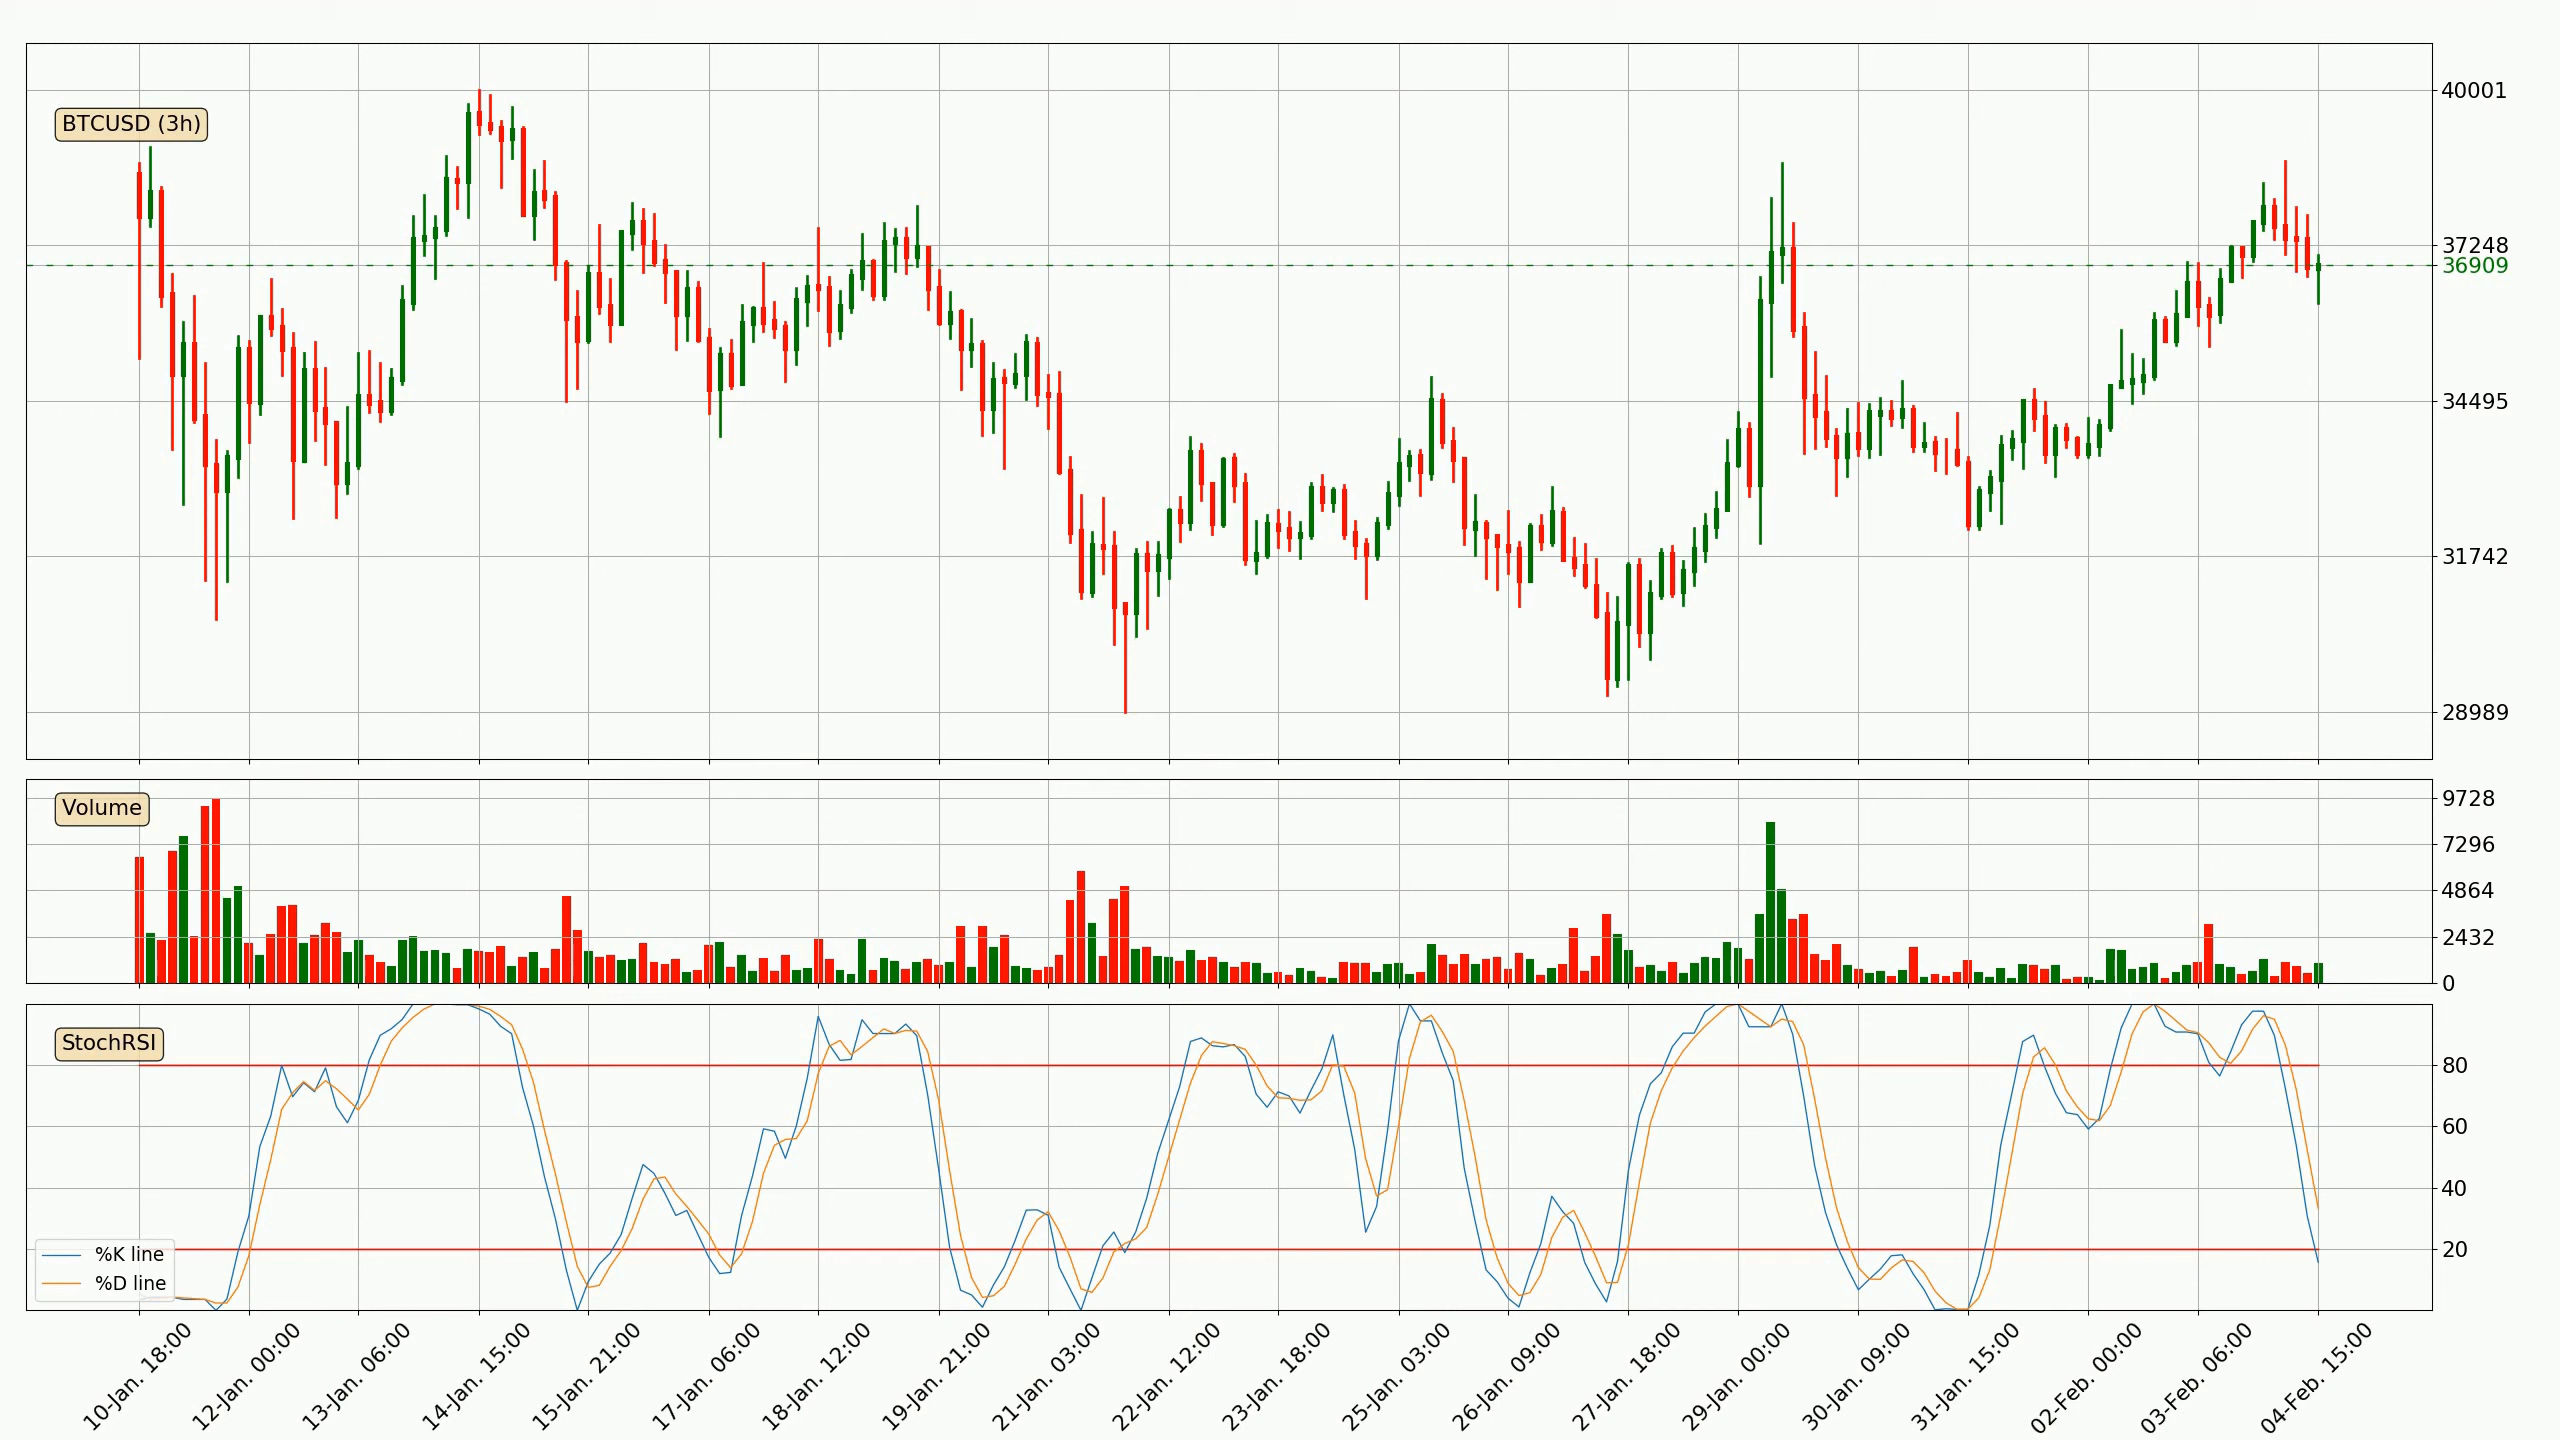 BTCUSD (3h)
40001
37248
36909
34495
31742
28989
Volume
9728
7296
4864
2432
0
StochRSI
80
60
40
20
%K line
%D line
10-Jan. 18:00
12-Jan. 00:00
13-Jan. 06:00
14-Jan. 15:00
15-Jan. 21:00
17-Jan. 06:00
18-Jan. 12:00
19-Jan. 21:00
21-Jan. 03:00
22-Jan. 12:00
23-Jan. 18:00
25-Jan. 03:00
26-Jan. 09:00
27-Jan. 18:00
29-Jan. 00:00
30-Jan. 09:00
31-Jan. 15:00
02-Feb. 00:00
03-Feb. 06:00
04-Feb. 15:00